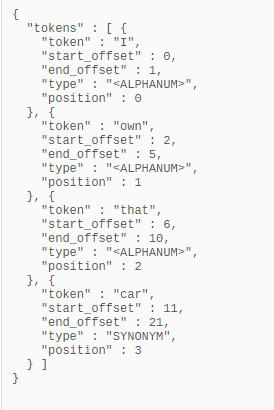 {
  "tokens" : [ {
    "token" : "I",
    "start_offset" : 0,
    "end_offset" : 1,
    "type" : "<ALPHANUM>",
    "position" : 0
  }, {
    "token" : "own",
    "start_offset" : 2,
    "end_offset" : 5,
    "type" : "<ALPHANUM>",
    "position" : 1
  }, {
    "token" : "that",
    "start_offset" : 6,
    "end_offset" : 10,
    "type" : "<ALPHANUM>",
    "position" : 2
  }, {
    "token" : "car",
    "start_offset" : 11,
    "end_offset" : 21,
    "type" : "SYNONYM",
    "position" : 3
  } ]
}